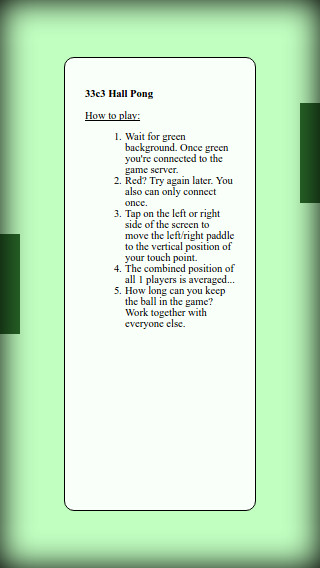 33c3 Hall Pong
How to play:
1. Wait for green
background. Once green
you're connected to the
game server.
2. Red? Try again later. You
also can only connect
once.
3. Tap on the left or right
side of the screen to
move the left/right paddle
to the vertical position of
your touch point.
4. The combined position of
all 1 players is averaged...
5. How long can you keep
the ball in the game?
Work together with
everyone else.